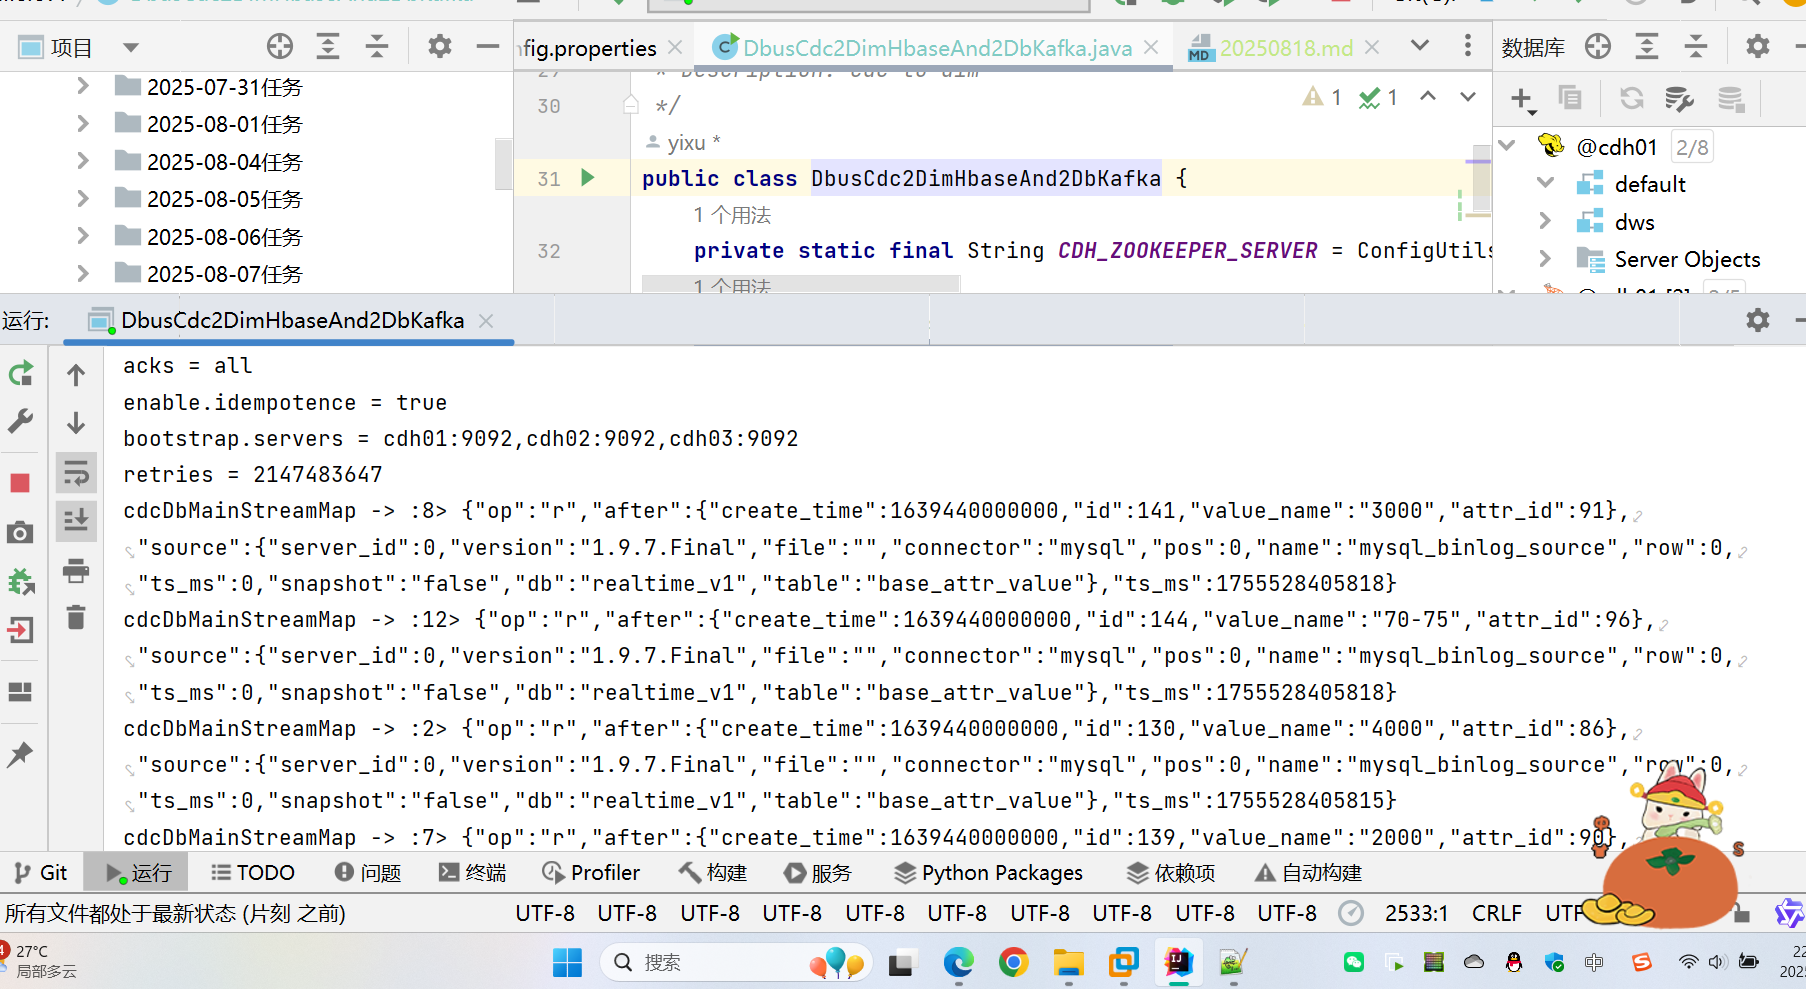 项目
nfig.properties
DbusCdc2DimHbaseAnd2DbKafka.java
20250818.md
数据库
2025-07-31任务
2025-08-01任务
2025-08-04任务
2025-08-05任务
2025-08-06任务
2025-08-07任务
30 */
1 1
yixu *
31 public class DbusCdc2DimHbaseAnd2DbKafka {
1 个用法
32 private static final String CDH_ZOOKEEPER_SERVER = ConfigUtils
1 个用法
@cdh01 2/8
default
dws
Server Objects
运行: DbusCdc2DimHbaseAnd2DbKafka
acks = all
enable.idempotence = true
bootstrap.servers = cdh01:9092,cdh02:9092,cdh03:9092
retries = 2147483647
cdcDbMainStreamMap -> :8> {"op":"r","after":{"create_time":1639440000000,"id":141,"value_name":"3000","attr_id":91},
"source":{"server_id":0,"version":"1.9.7.Final","file":"","connector":"mysql","pos":0,"name":"mysql_binlog_source","row":0,
"ts_ms":0,"snapshot":"false","db":"realtime_v1","table":"base_attr_value"},"ts_ms":1755528405818}
cdcDbMainStreamMap -> :12> {"op":"r","after":{"create_time":1639440000000,"id":144,"value_name":"70-75","attr_id":96},
"source":{"server_id":0,"version":"1.9.7.Final","file":"","connector":"mysql","pos":0,"name":"mysql_binlog_source","row":0,
"ts_ms":0,"snapshot":"false","db":"realtime_v1","table":"base_attr_value"},"ts_ms":1755528405818}
cdcDbMainStreamMap -> :2> {"op":"r","after":{"create_time":1639440000000,"id":130,"value_name":"4000","attr_id":86},
"source":{"server_id":0,"version":"1.9.7.Final","file":"","connector":"mysql","pos":0,"name":"mysql_binlog_source","row":0,
"ts_ms":0,"snapshot":"false","db":"realtime_v1","table":"base_attr_value"},"ts_ms":1755528405815}
cdcDbMainStreamMap -> :7> {"op":"r","after":{"create_time":1639440000000,"id":139,"value_name":"2000","attr_id":90},
Git 运行 TODO 问题 终端 Profiler 构建 服务 Python Packages 依赖项 自动构建
所有文件都处于最新状态 (片刻 之前) UTF-8 UTF-8 UTF-8 UTF-8 UTF-8 UTF-8 UTF-8 UTF-8 UTF-8 UTF-8 2533:1 CRLF UTF
27°C
局部多云
搜索
中
22
2025